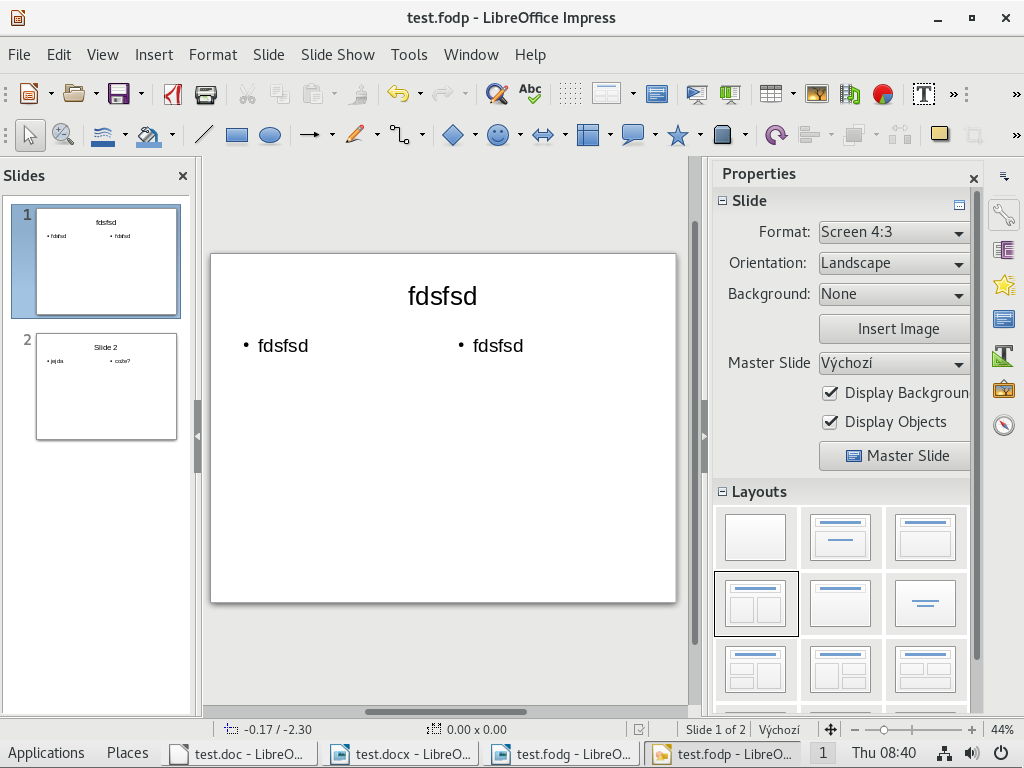 test.fodp - LibreOffice Impress
File Edit View Insert Format Slide Slide Show Tools Window Help
Abc
T
»
»
»
Slides
1
fdsfsd
• fdsfsd • fdsfsd
2
Slide 2
• jejda • cože?
fdsfsd
• fdsfsd • fdsfsd
Properties
Slide
Format: Screen 4:3
Orientation: Landscape
Background: None
Insert Image
Master Slide Výchozí
Display Backgroun
Display Objects
Master Slide
Layouts
-0.17 / -2.30 0.00 x 0.00 Slide 1 of 2 Výchozí 44%
Applications Places test.doc - LibreO... test.docx - LibreO... test.fodg - LibreO... test.fodp - LibreO... 1 Thu 08:40